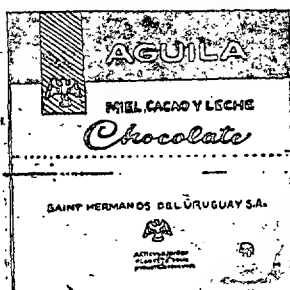 AGUILA
MIEL, CACAO Y LECHE
Chocolate
SAINT HERMANOS DEL URUGUAY S.A.